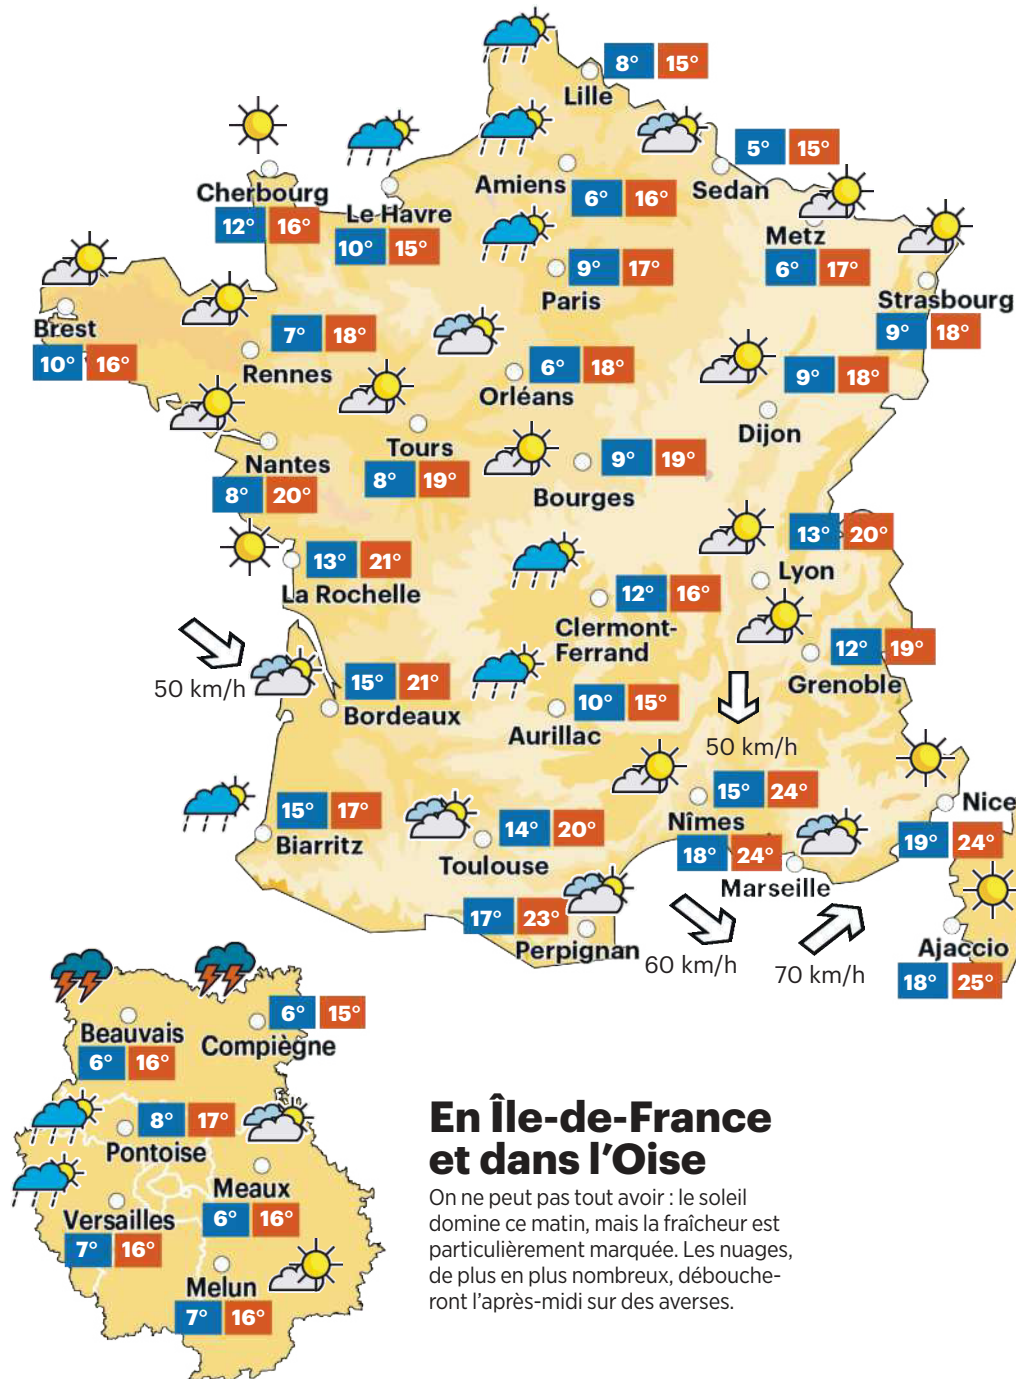 8° 15°
Lille
5° 15°
Sedan
Cherbourg
12° 16°
Le Havre
10° 15°
Amiens
6° 16°
Metz
6° 17°
9° 17°
Paris
Strasbourg
9° 18°
Brest
10° 16°
7° 18°
Rennes
6° 18°
Orléans
9° 18°
Dijon
Nantes
8° 20°
Tours
8° 19°
9° 19°
Bourges
13° 20°
Lyon
13° 21°
La Rochelle
12° 16°
Clermont-
Ferrand
12° 19°
Grenoble
50 km/h
15° 21°
Bordeaux
10° 15°
Aurillac
50 km/h
15° 17°
Biarritz
14° 20°
Toulouse
15° 24°
Nîmes
18° 24°
Marseille
Nice
19° 24°
17° 23°
Perpignan
60 km/h
70 km/h
Ajaccio
18° 25°
Beauvais
6° 16°
6° 15°
Compiègne
8° 17°
Pontoise
Meaux
6° 16°
Versailles
7° 16°
Melun
7° 16°
En Île-de-France
et dans l’Oise
On ne peut pas tout avoir : le soleil
domine ce matin, mais la fraîcheur est
particulièrement marquée. Les nuages,
de plus en plus nombreux, débouche-
ront l’après-midi sur des averses.